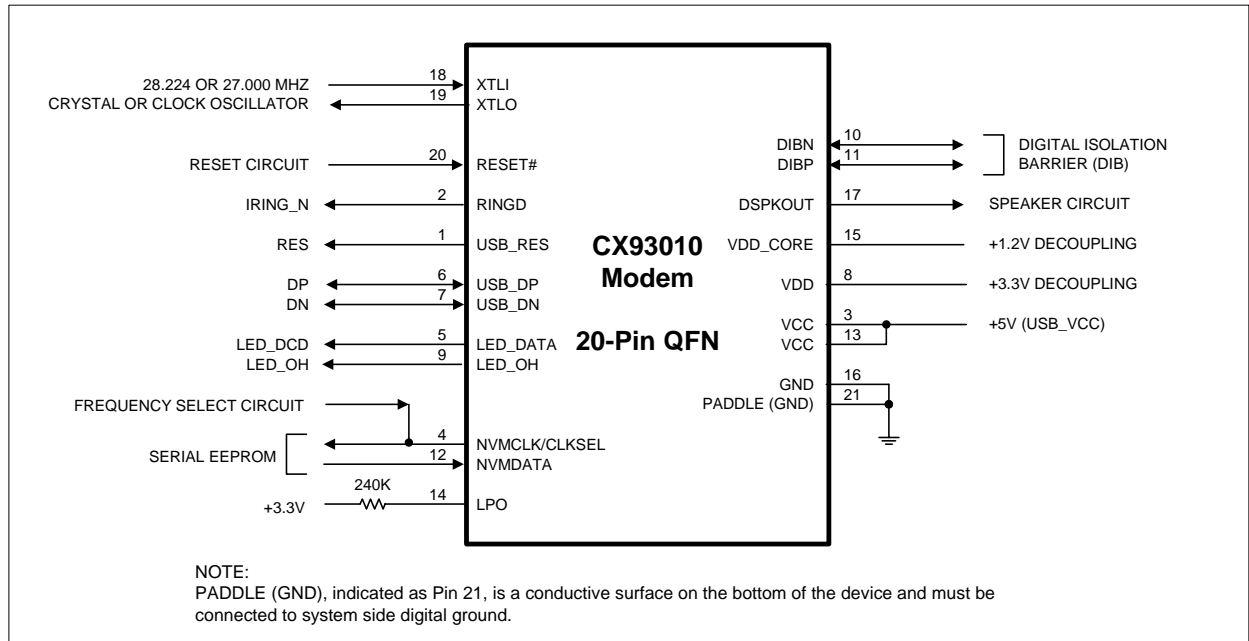 28.224 OR 27.000 MHZ 18 XTLI
CRYSTAL OR CLOCK OSCILLATOR 19 XTLO
RESET CIRCUIT 20 RESET#
IRING_N 2 RINGD
RES 1 USB_RES
DP 6 USB_DP
DN 7 USB_DN
LED_DCD 5 LED_DATA
LED_OH 9 LED_OH
FREQUENCY SELECT CIRCUIT
4 NVMCLK/CLKSEL
SERIAL EEPROM
12 NVMDATA
240K
+3.3V 14 LPO
CX93010
Modem
20-Pin QFN
DIBN 10 DIGITAL ISOLATION
DIBP 11 BARRIER (DIB)
DSPKOUT 17 SPEAKER CIRCUIT
VDD_CORE 15 +1.2V DECOUPLING
VDD 8 +3.3V DECOUPLING
VCC 3 +5V (USB_VCC)
VCC 13
GND 16
PADDLE (GND) 21
NOTE:
PADDLE (GND), indicated as Pin 21, is a conductive surface on the bottom of the device and must be
connected to system side digital ground.